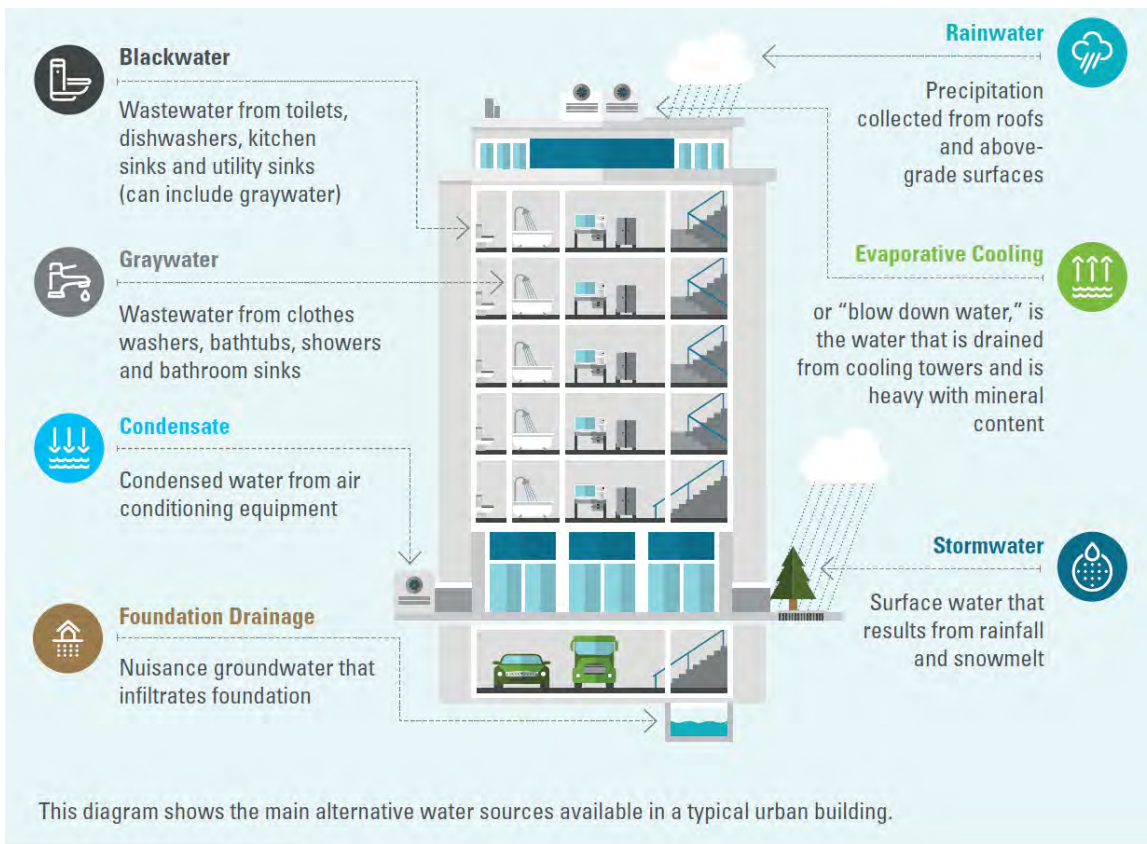 Blackwater
Wastewater from toilets,
dishwashers, kitchen
sinks and utility sinks
(can include graywater)
Graywater
Wastewater from clothes
washers, bathtubs, showers
and bathroom sinks
Condensate
Condensed water from air
conditioning equipment
Foundation Drainage
Nuisance groundwater that
infiltrates foundation
Rainwater
Precipitation
collected from roofs
and above-
grade surfaces
Evaporative Cooling
or “blow down water,” is
the water that is drained
from cooling towers and is
heavy with mineral
content
Stormwater
Surface water that
results from rainfall
and snowmelt
This diagram shows the main alternative water sources available in a typical urban building.